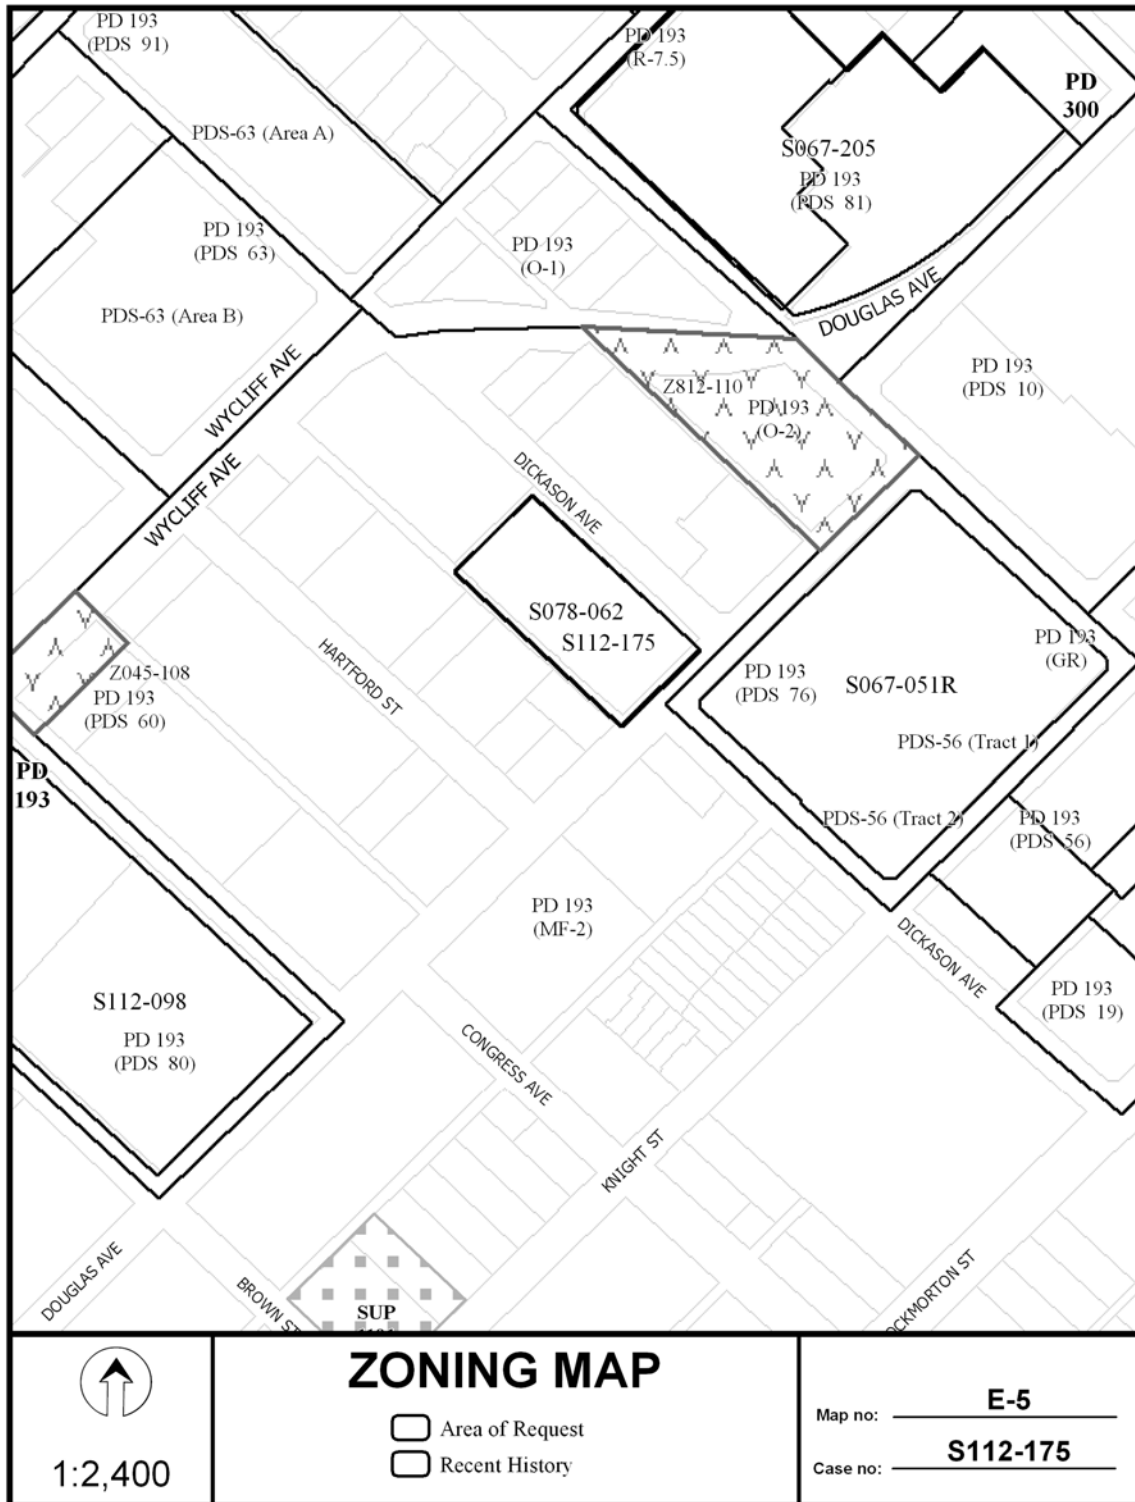 PD 193
(PDS 91)
PD 193
(R-7.5)
PD
300
PDS-63 (Area A)
S067-205
PD 193
(PDS 81)
PD 193
(PDS 63)
PD 193
(O-1)
PDS-63 (Area B)
DOUGLAS AVE
WYCLIFF AVE
PD 193
(PDS 10)
Z812-110
PD 193
(O-2)
WYCLIFF AVE
DICKASON AVE
S078-062
S112-175
HARTFORD ST
PD 193
(GR)
Z045-108
PD 193
(PDS 60)
PD 193
(PDS 76)
S067-051R
PDS-56 (Tract 1)
PD
193
PDS-56 (Tract 2)
PD 193
(PDS 56)
PD 193
(MF-2)
DICKASON AVE
S112-098
PD 193
(PDS 80)
PD 193
(PDS 19)
CONGRESS AVE
KNIGHT ST
DOUGLAS AVE
BROWN ST
SUP
OCKMORTON ST
ZONING MAP
Area of Request
Recent History
1:2,400
Map no: E-5
Case no: S112-175